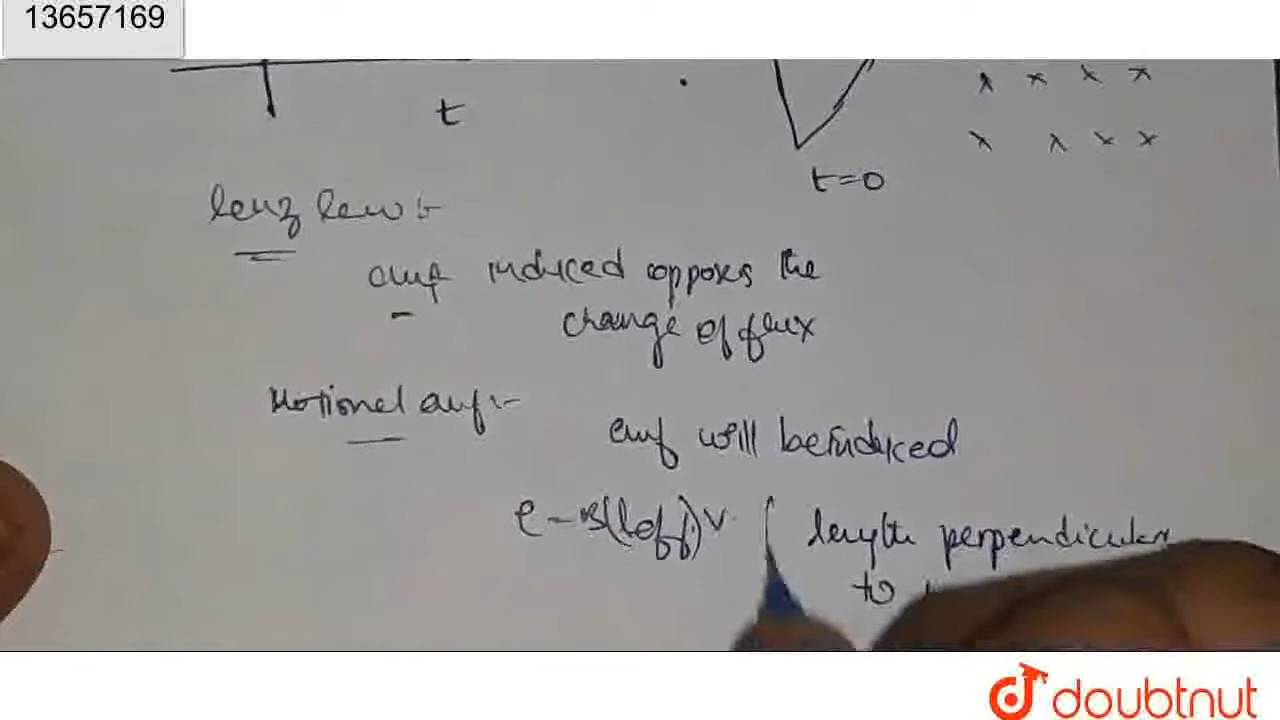 13657169
t
x x x x
x x x x
t=0
lenz law :-
emf induced opposes the
change of flux
Motional emf :-
emf will be induced
e = B(leff)v ( length perpendicular
to
doubtnut